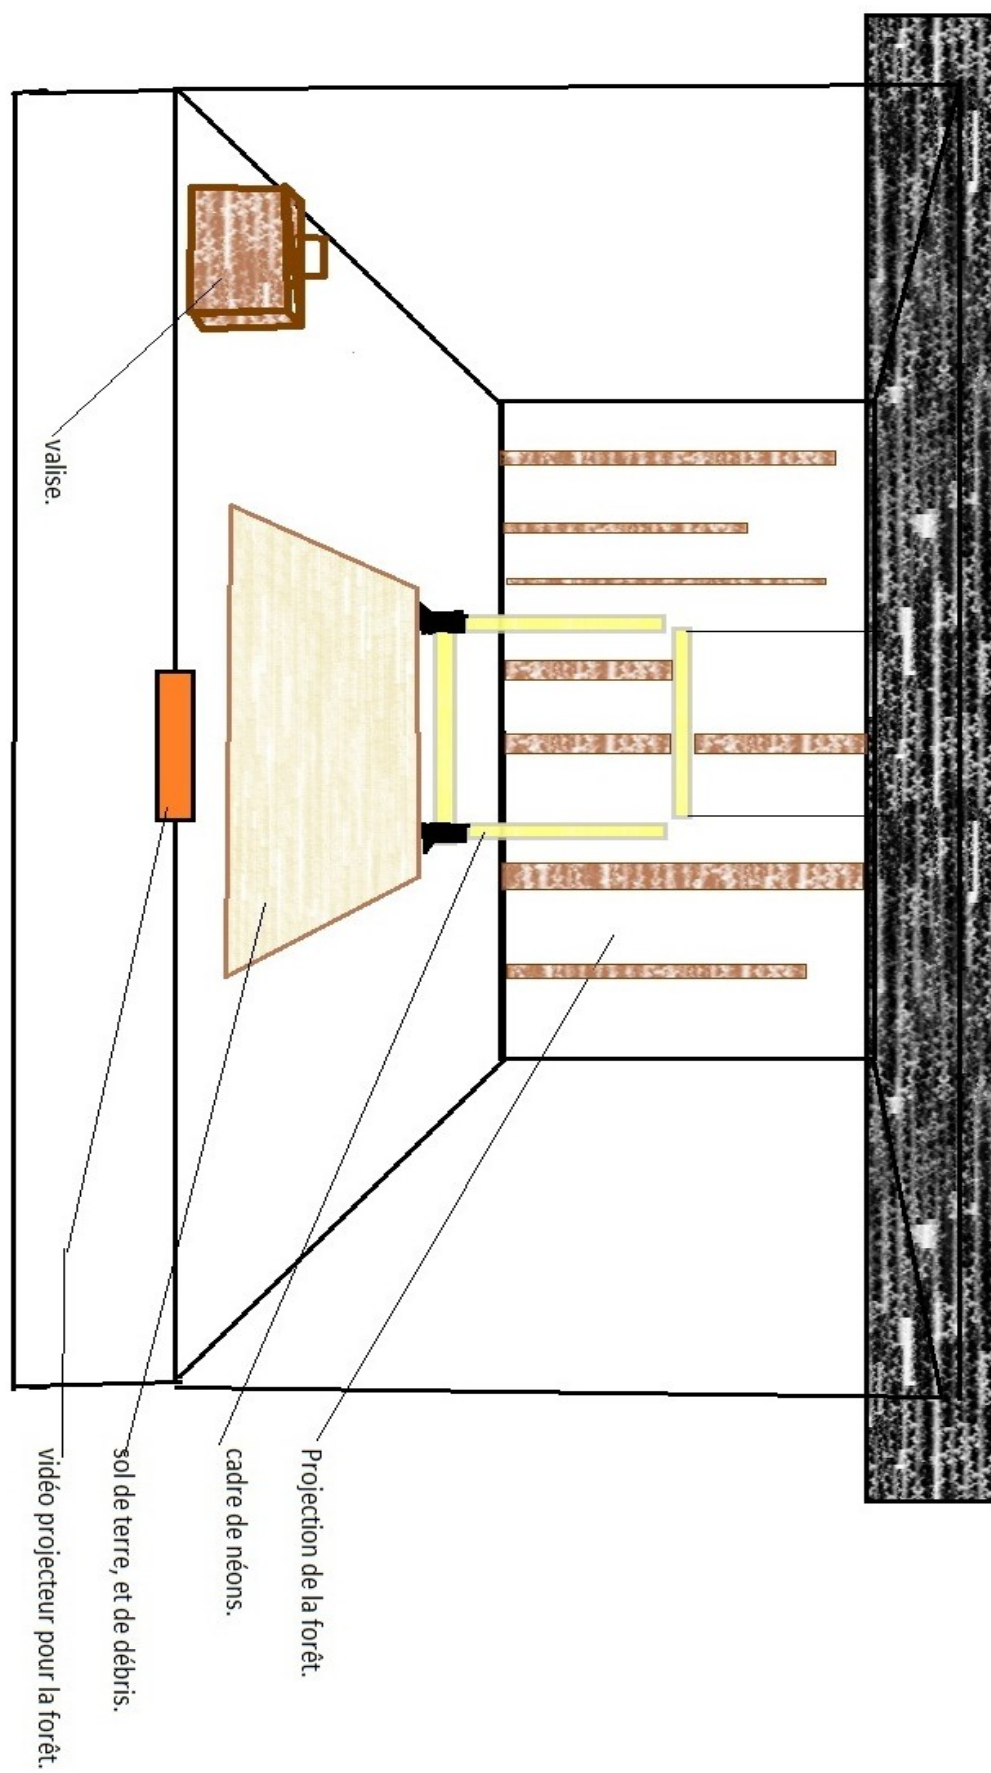 Projection de la forêt.
cadre de néons.
sol de terre, et de débris.
valise.
vidéo projecteur pour la forêt.